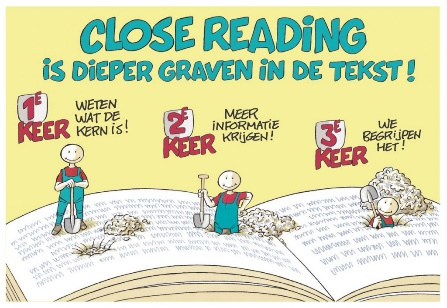 CLOSE READING
IS DIEPER GRAVEN IN DE TEKST!
1E
KEER
WETEN
WAT DE
KERN IS!
2E
KEER
MEER
INFORMATIE
KRIJGEN!
3E
KEER
WE
BEGRIJPEN
HET!